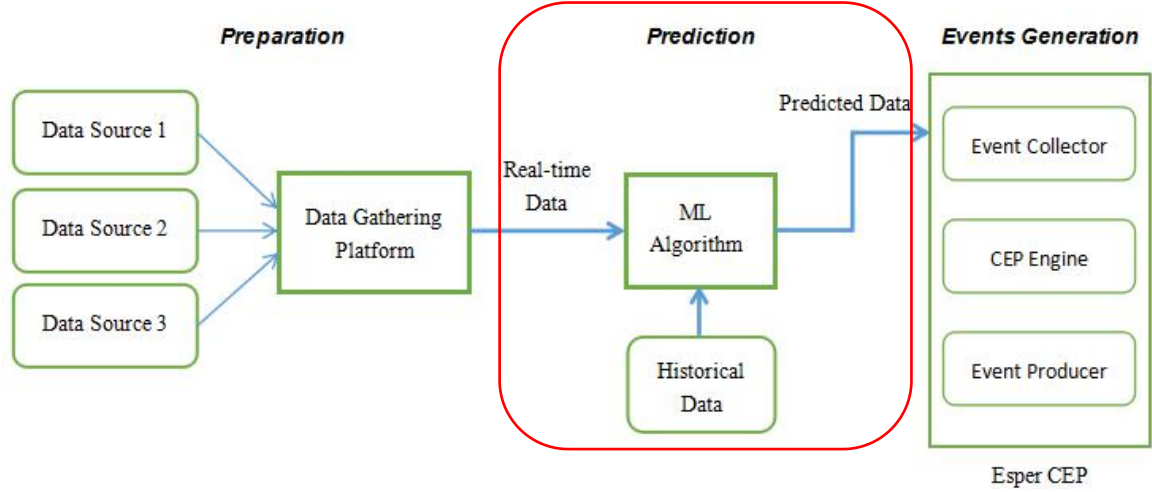 Preparation
Prediction
Events Generation
Data Source 1
Data Source 2
Data Source 3
Data Gathering
Platform
Real-time
Data
ML
Algorithm
Historical
Data
Predicted Data
Event Collector
CEP Engine
Event Producer
Esper CEP